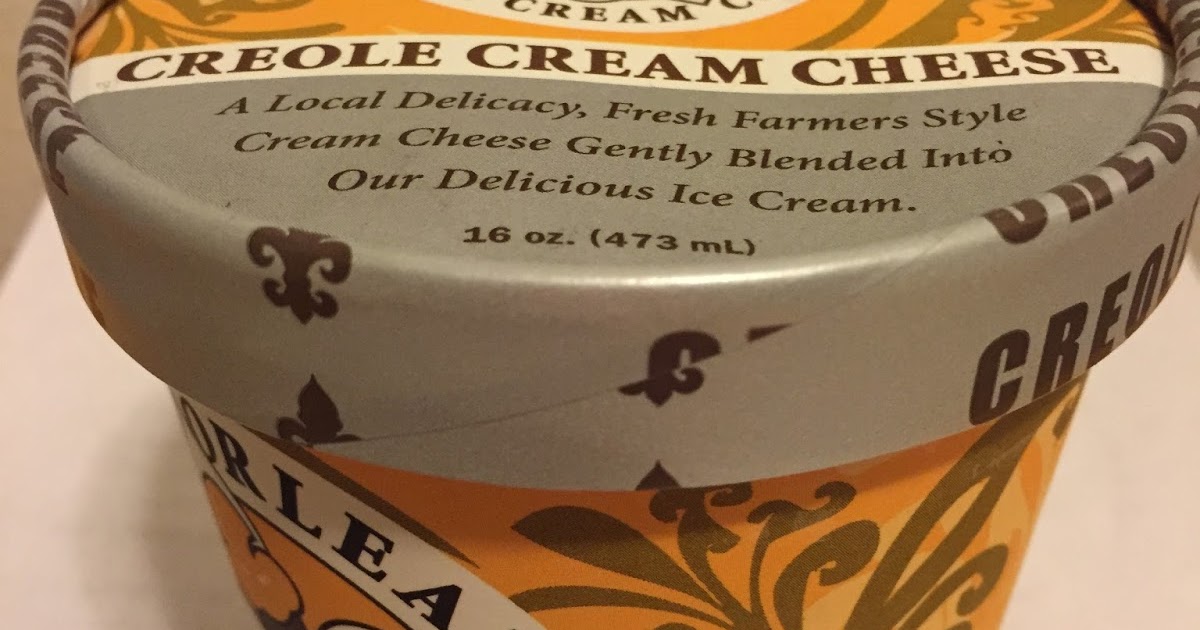 CREAM C
CREOLE CREAM CHEESE
A Local Delicacy, Fresh Farmers Style
Cream Cheese Gently Blended Into
Our Delicious Ice Cream.
16 oz. (473 mL)
CREOL
ORLEA